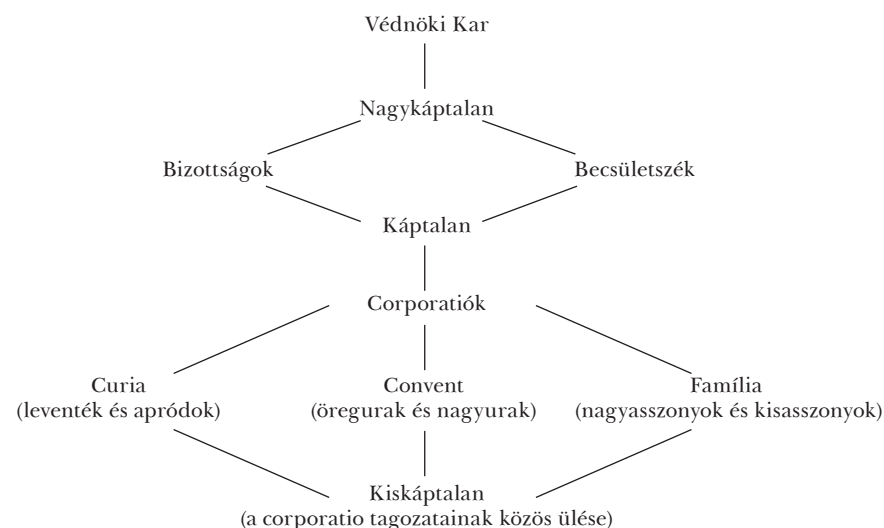 Védnöki Kar
Nagykáptalan
Bizottságok
Becsületszék
Káptalan
Corporatiók
Curia
(leventék és apródok)
Convent
(öregurak és nagyurak)
Família
(nagyasszonyok és kisasszonyok)
Kiskáptalan
(a corporatio tagozatainak közös ülése)